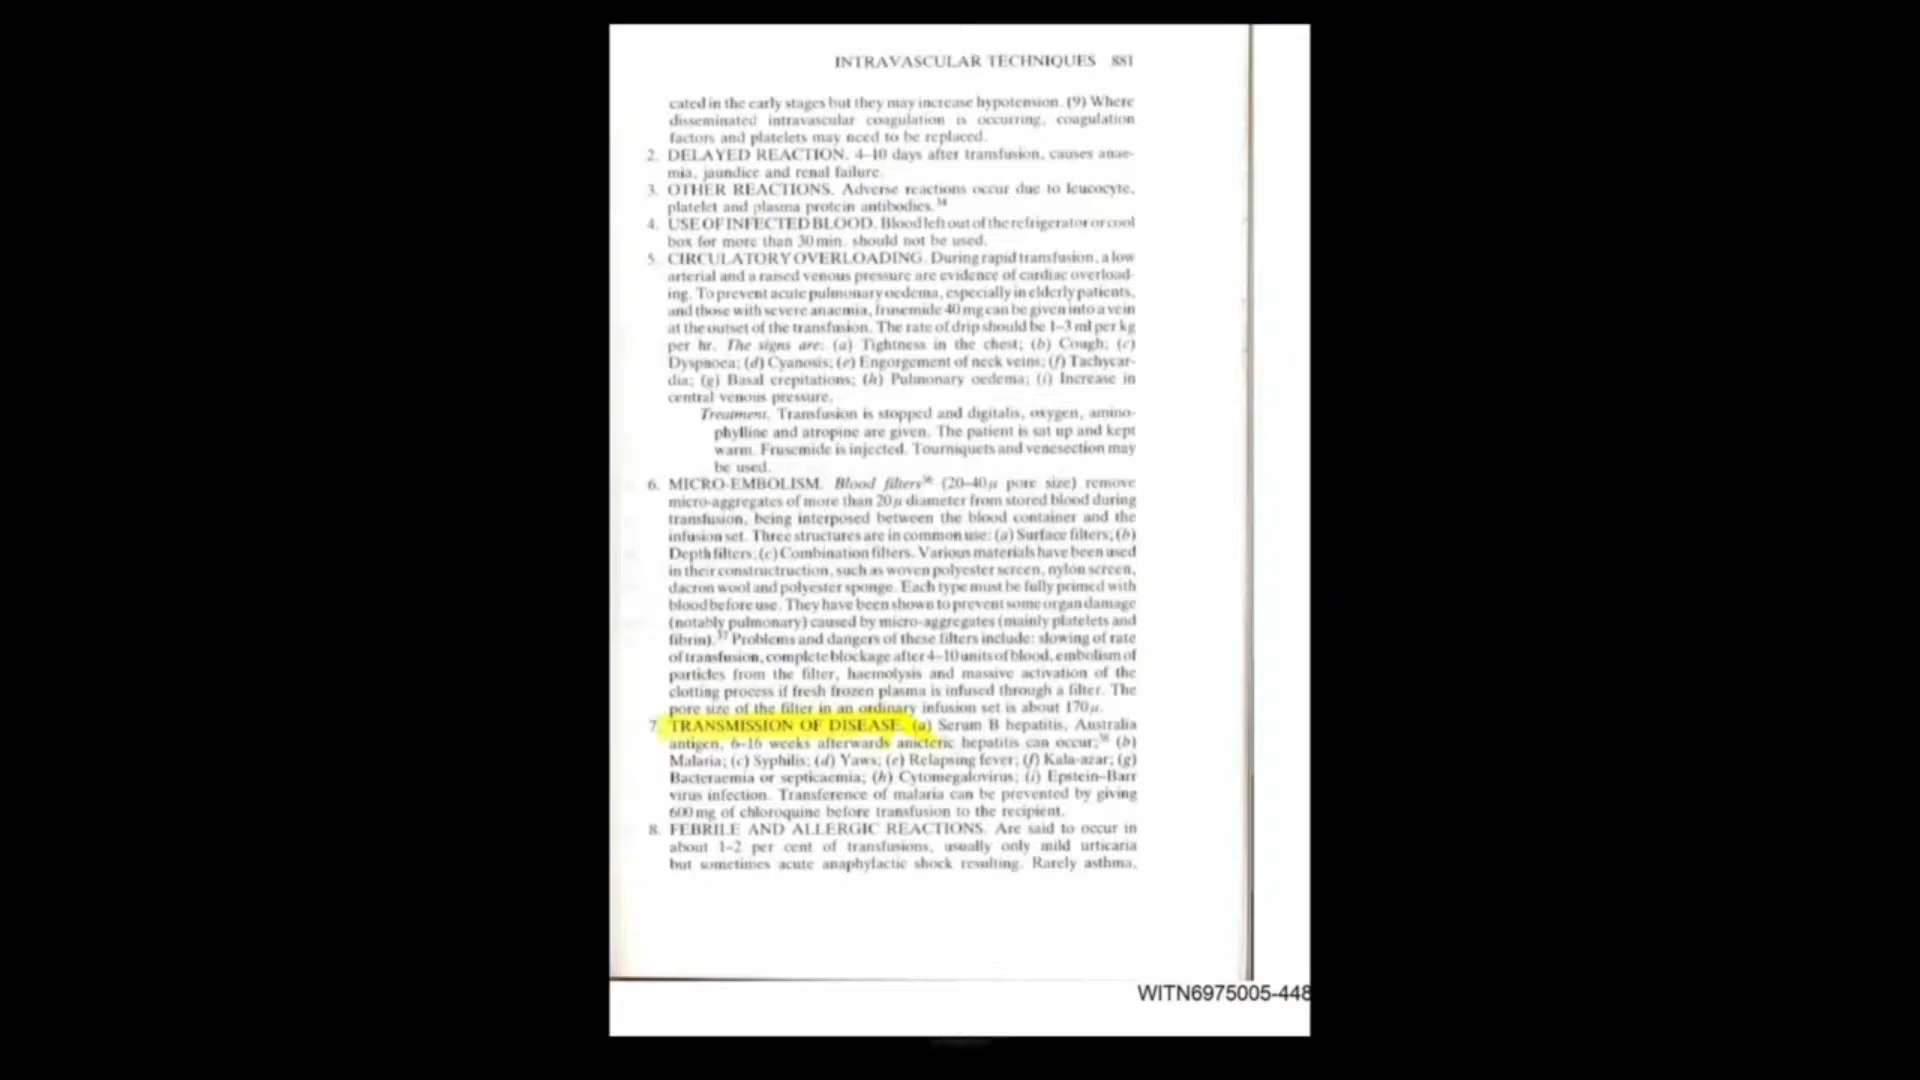 INTRAVASCULAR TECHNIQUES 881
cated in the early stages but they may increase hypotension. (9) Where
disseminated intravascular coagulation is occurring, coagulation
factors and platelets may need to be replaced.
2. DELAYED REACTION. 4–10 days after transfusion, causes anae-
mia, jaundice and renal failure.
3. OTHER REACTIONS. Adverse reactions occur due to leucocyte,
platelet and plasma protein antibodies.³⁴
4. USE OF INFECTED BLOOD. Blood left out of the refrigerator or cool
box for more than 30 min. should not be used.
5. CIRCULATORY OVERLOADING. During rapid transfusion, a low
arterial and a raised venous pressure are evidence of cardiac overload-
ing. To prevent acute pulmonary oedema, especially in elderly patients,
and those with severe anaemia, frusemide 40 mg can be given into a vein
at the outset of the transfusion. The rate of drip should be 1–3 ml per kg
per hr. The signs are: (a) Tightness in the chest; (b) Cough; (c)
Dyspnoea; (d) Cyanosis; (e) Engorgement of neck veins; (f) Tachycar-
dia; (g) Basal crepitations; (h) Pulmonary oedema; (i) Increase in
central venous pressure.
Treatment. Transfusion is stopped and digitalis, oxygen, amino-
phylline and atropine are given. The patient is sat up and kept
warm. Frusemide is injected. Tourniquets and venesection may
be used.
6. MICRO-EMBOLISM. Blood filters³⁶ (20–40μ pore size) remove
micro-aggregates of more than 20μ diameter from stored blood during
transfusion, being interposed between the blood container and the
infusion set. Three structures are in common use: (a) Surface filters; (b)
Depth filters; (c) Combination filters. Various materials have been used
in their constructruction, such as woven polyester screen, nylon screen,
dacron wool and polyester sponge. Each type must be fully primed with
blood before use. They have been shown to prevent some organ damage
(notably pulmonary) caused by micro-aggregates (mainly platelets and
fibrin).³⁷ Problems and dangers of these filters include: slowing of rate
of transfusion, complete blockage after 4–10 units of blood, embolism of
particles from the filter, haemolysis and massive activation of the
clotting process if fresh frozen plasma is infused through a filter. The
pore size of the filter in an ordinary infusion set is about 170μ.
7. TRANSMISSION OF DISEASE. (a) Serum B hepatitis, Australia
antigen, 6–16 weeks afterwards anicteric hepatitis can occur;³⁸ (b)
Malaria; (c) Syphilis; (d) Yaws; (e) Relapsing fever; (f) Kala-azar; (g)
Bacteraemia or septicaemia; (h) Cytomegalovirus; (i) Epstein–Barr
virus infection. Transference of malaria can be prevented by giving
600 mg of chloroquine before transfusion to the recipient.
8. FEBRILE AND ALLERGIC REACTIONS. Are said to occur in
about 1–2 per cent of transfusions, usually only mild urticaria
but sometimes acute anaphylactic shock resulting. Rarely asthma,
WITN6975005-448